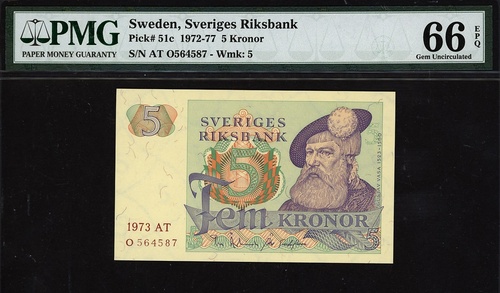 PMG
PAPER MONEY GUARANTY
Sweden, Sveriges Riksbank
Pick# 51c 1972-77 5 Kronor
S/N AT O564587 - Wmk: 5
66 EPQ
Gem Uncirculated
5
SVERIGES
RIKSBANK
5
Fem KRONOR
1973 AT
O 564587
5